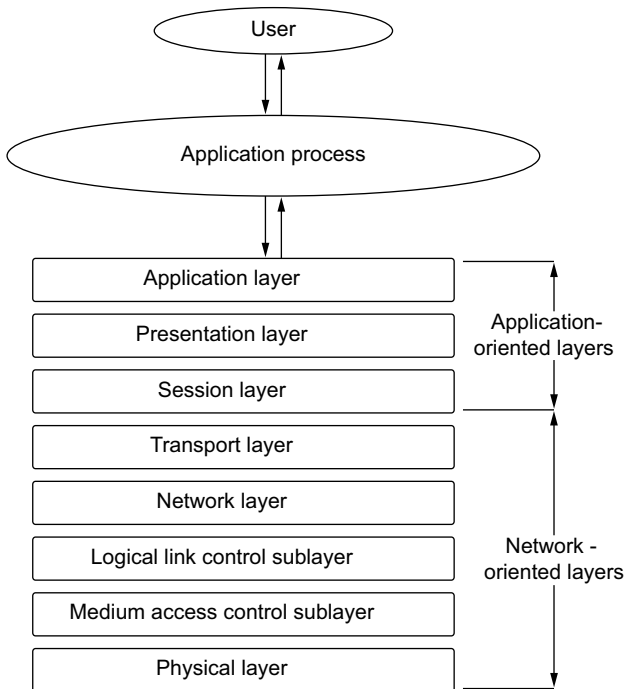 User
Application process
Application layer
Presentation layer
Session layer
Transport layer
Network layer
Logical link control sublayer
Medium access control sublayer
Physical layer
Application-
oriented layers
Network -
oriented layers